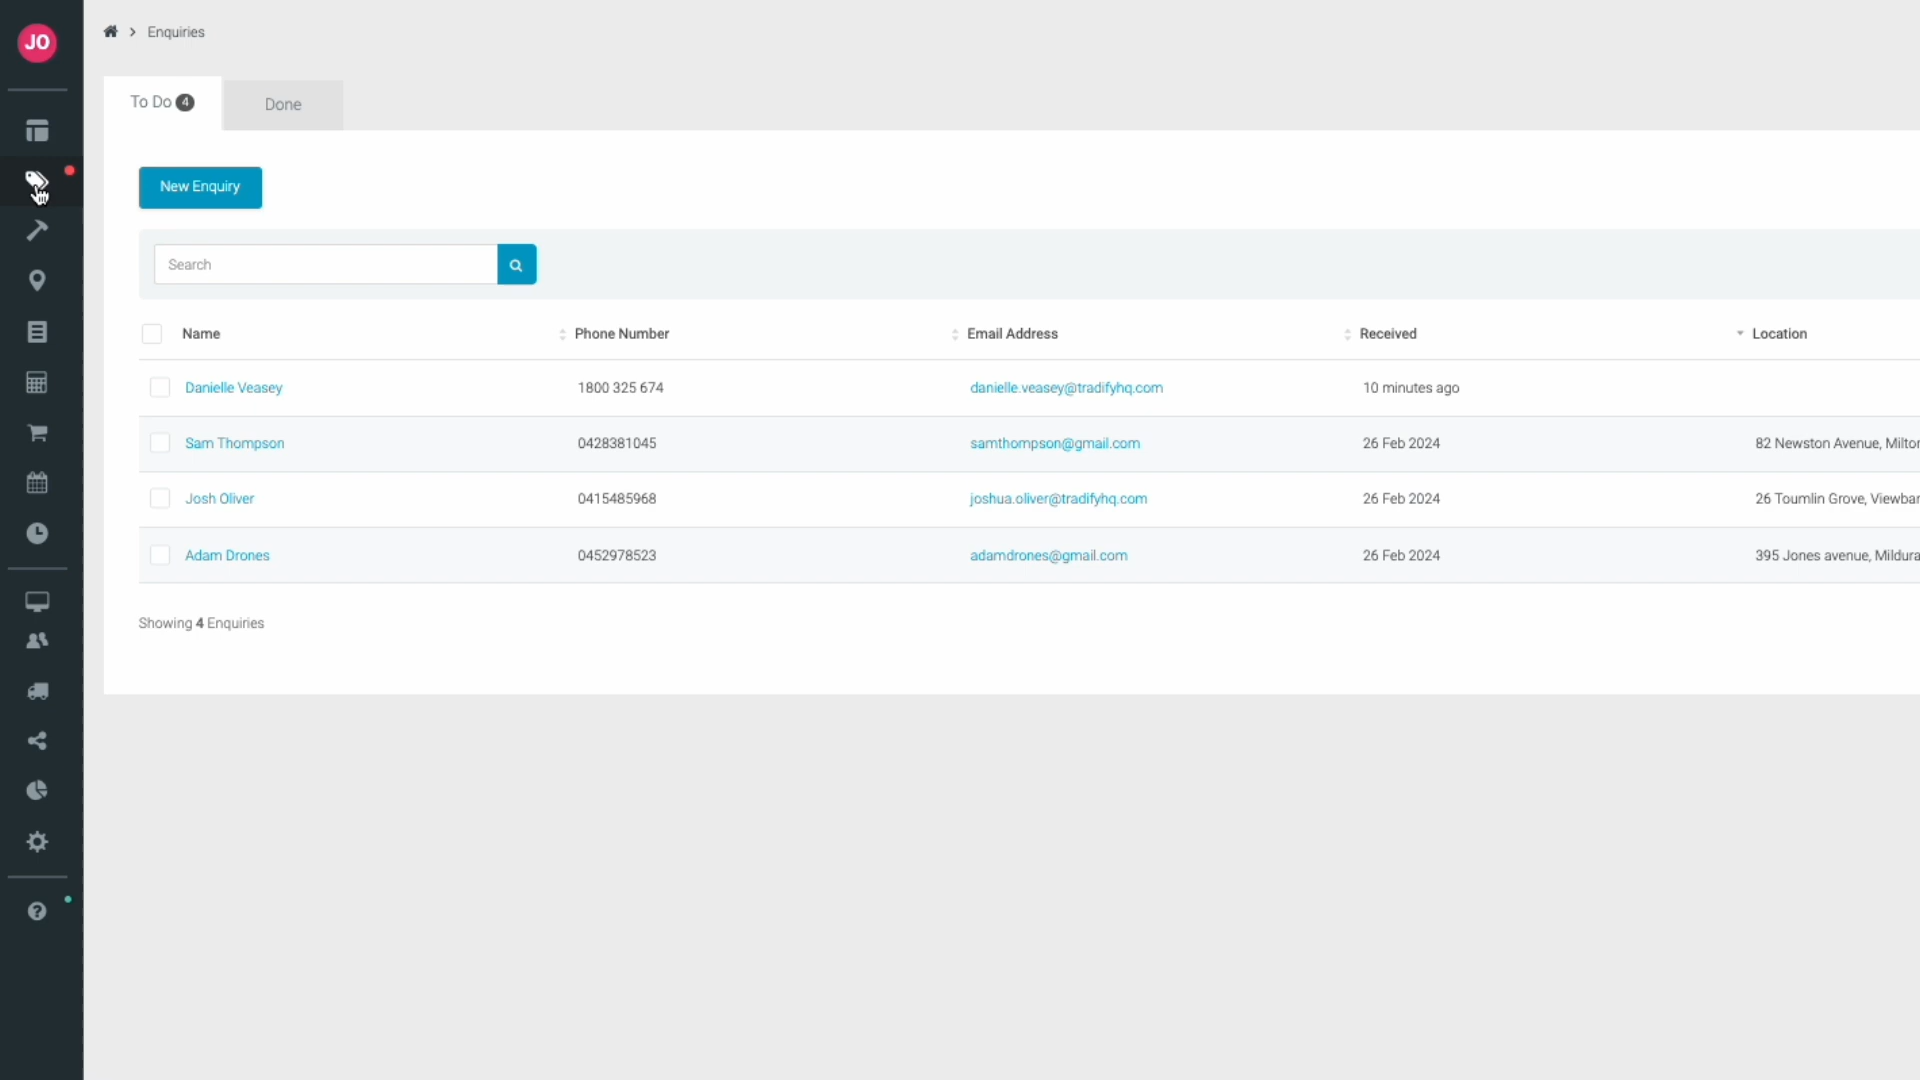 JO
Enquiries
To Do 4
Done
New Enquiry
Search
Name Phone Number Email Address Received Location
Danielle Veasey 1800 325 674 danielle.veasey@tradifyhq.com 10 minutes ago
Sam Thompson 0428381045 samthompson@gmail.com 26 Feb 2024 82 Newston Avenue, Milton
Josh Oliver 0415485968 joshua.oliver@tradifyhq.com 26 Feb 2024 26 Toumlin Grove, Viewbar
Adam Drones 0452978523 adamdrones@gmail.com 26 Feb 2024 395 Jones avenue, Mildura
Showing 4 Enquiries